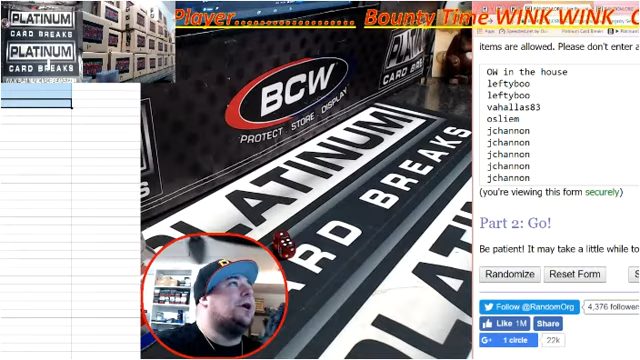 Player.................. Bounty Time WINK WINK
PLATINUM
CARD BREAKS
PLATINUM
CARD BREAKS
PLATINUM
CARD BREAKS
BCW
PROTECT STORE DISPLAY
PLATINUM
CARD BREAKS
items are allowed. Please don't enter a
OW in the house
leftyboo
leftyboo
vahallas83
osliem
jchannon
jchannon
jchannon
jchannon
jchannon
(you're viewing this form securely)
Part 2: Go!
Be patient! It may take a little while to
Randomize Reset Form S
Follow @RandomOrg 4,376 followers
Like 1M Share
1 circle 22k